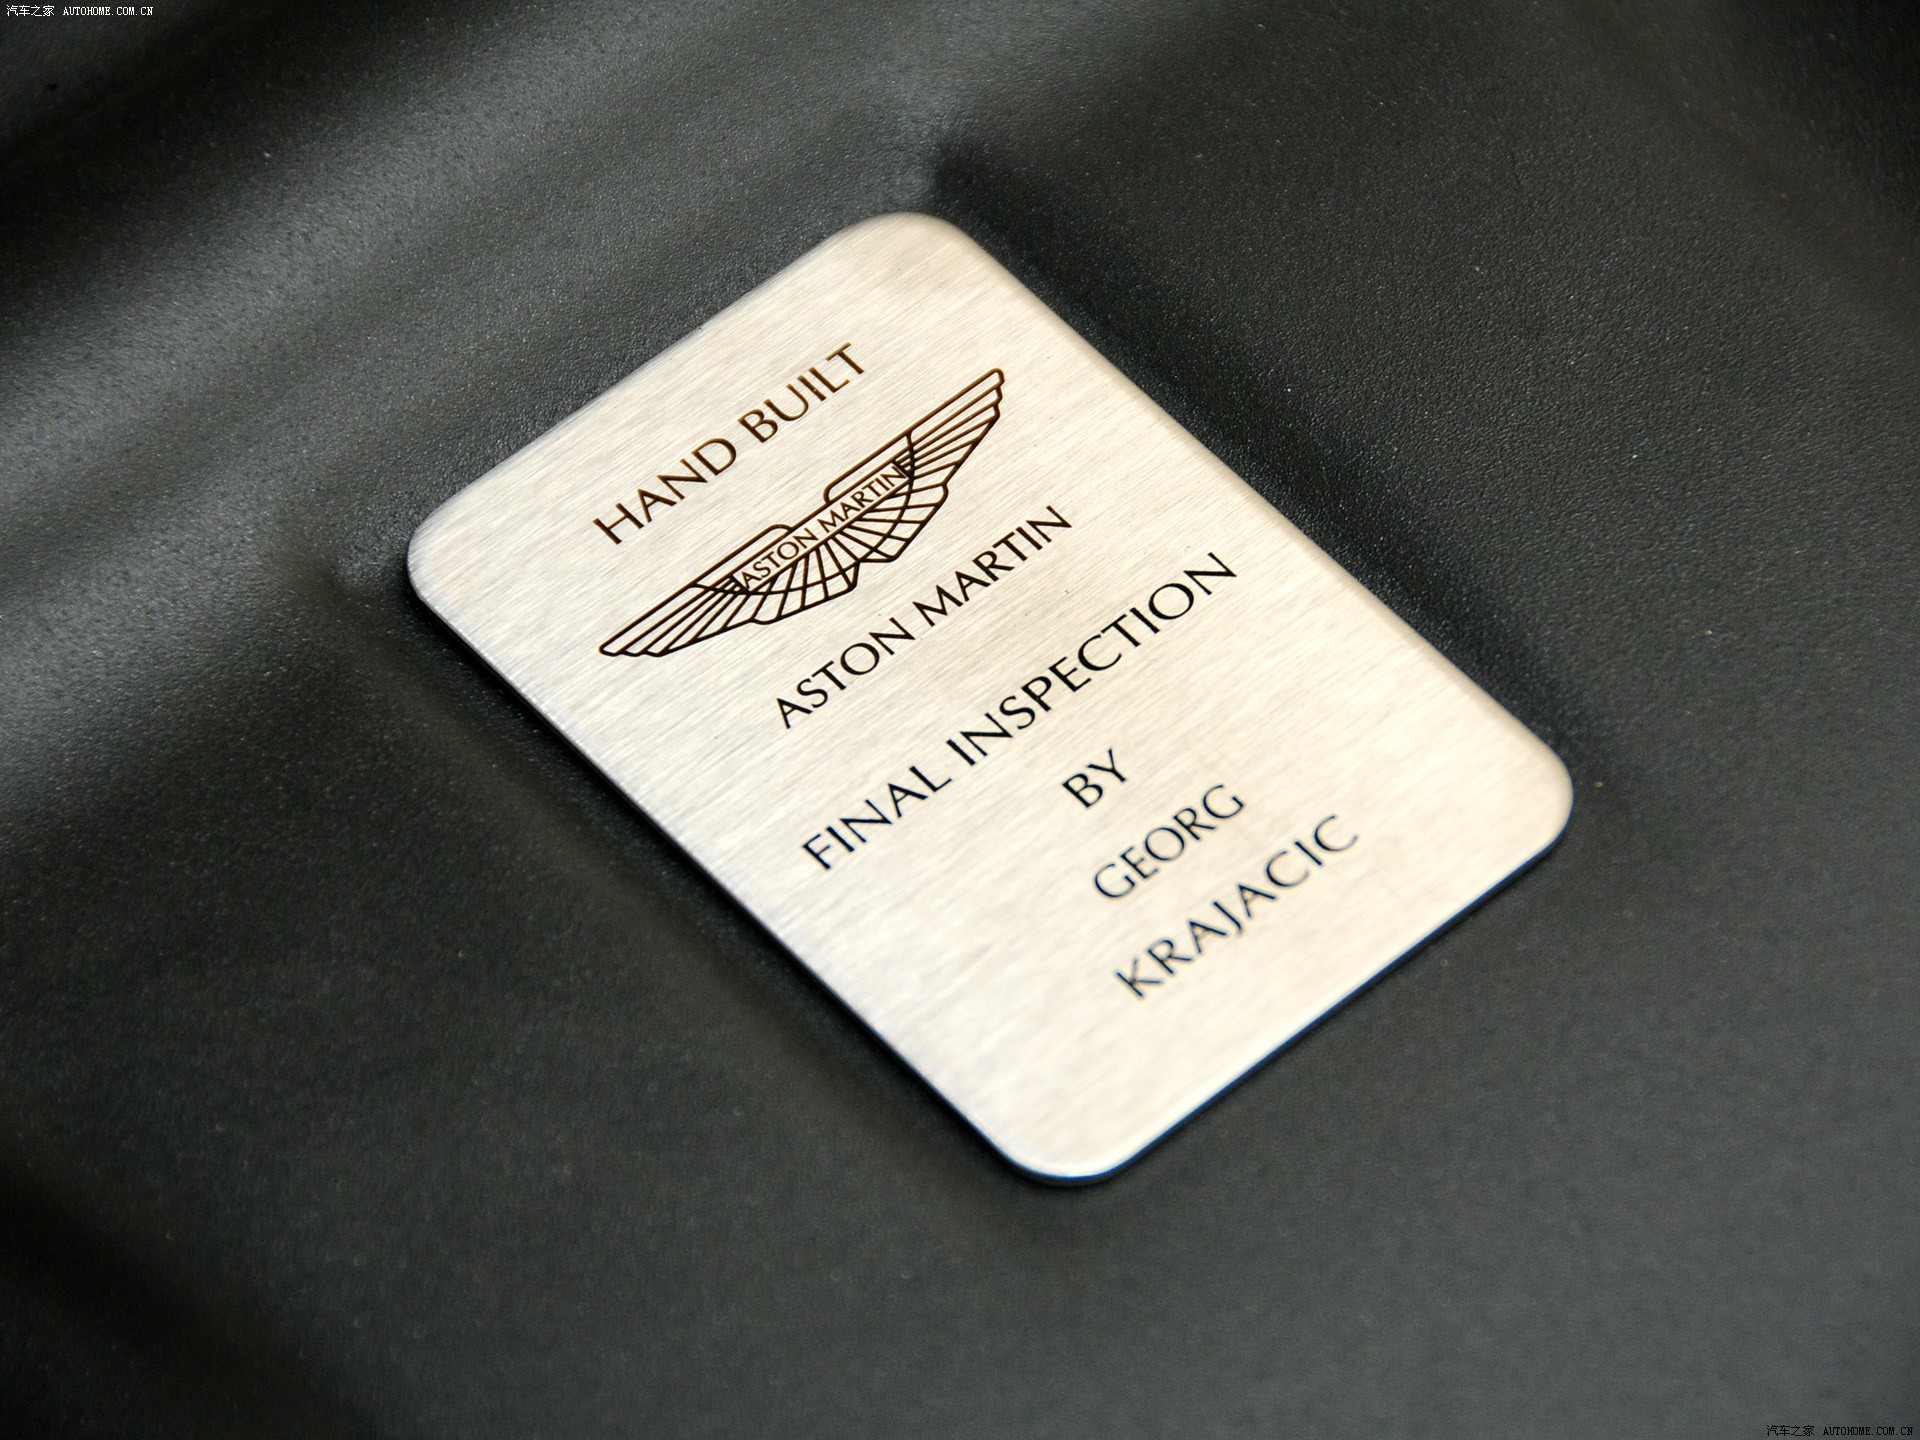 汽车之家 AUTOHOME.COM.CN
HAND BUILT
ASTON MARTIN
ASTON MARTIN
FINAL INSPECTION
BY
GEORG
KRAJACIC
汽车之家 AUTOHOME.COM.CN